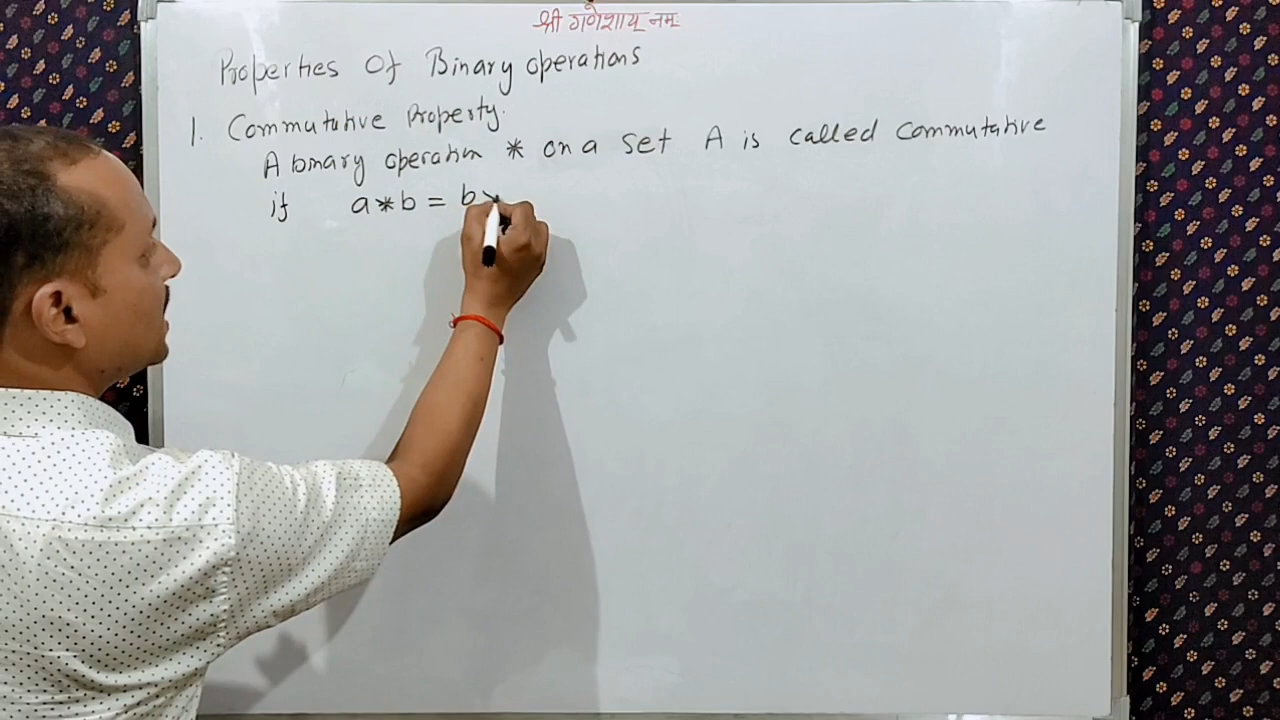 श्री गणेशाय नमः
Properties Of Binary operations
1. Commutative Property.
A binary operation * on a set A is called Commutative
if a*b = b*